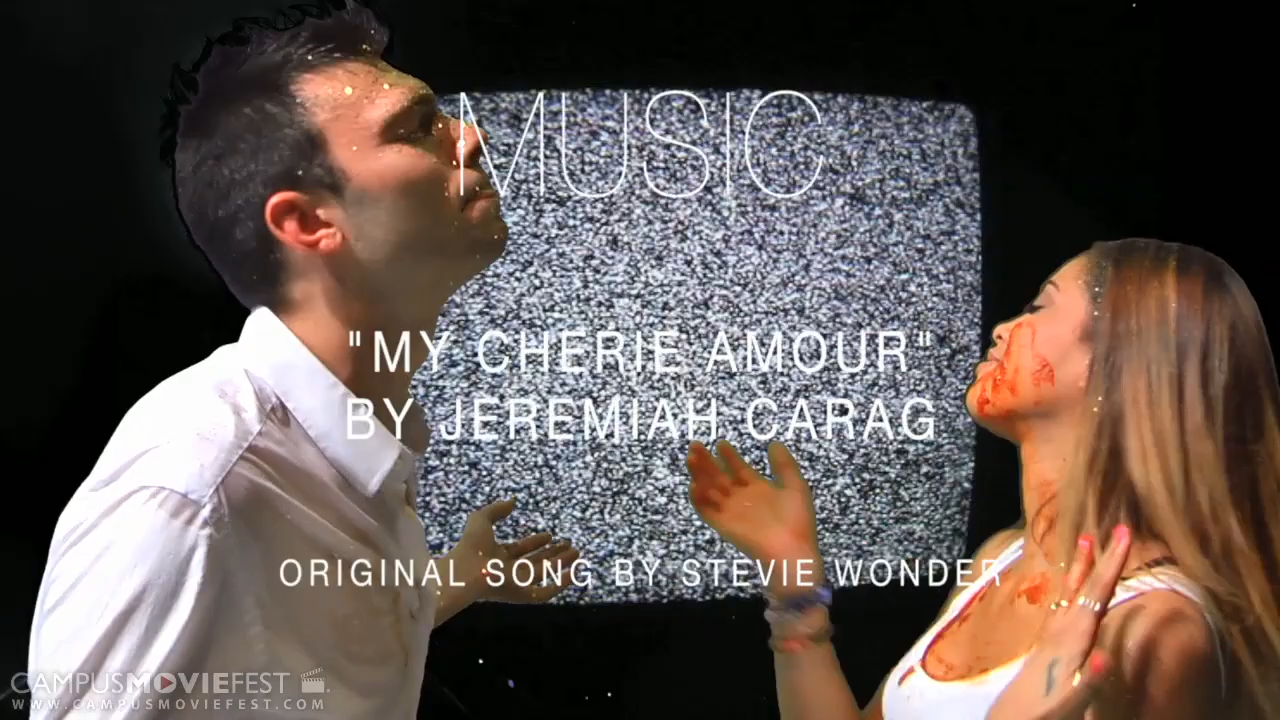 MUSIC
"MY CHERIE AMOUR"
BY JEREMIAH CARAG
ORIGINAL SONG BY STEVIE WONDER
CAMPUSMOVIEFEST
WWW.CAMPUSMOVIEFEST.COM